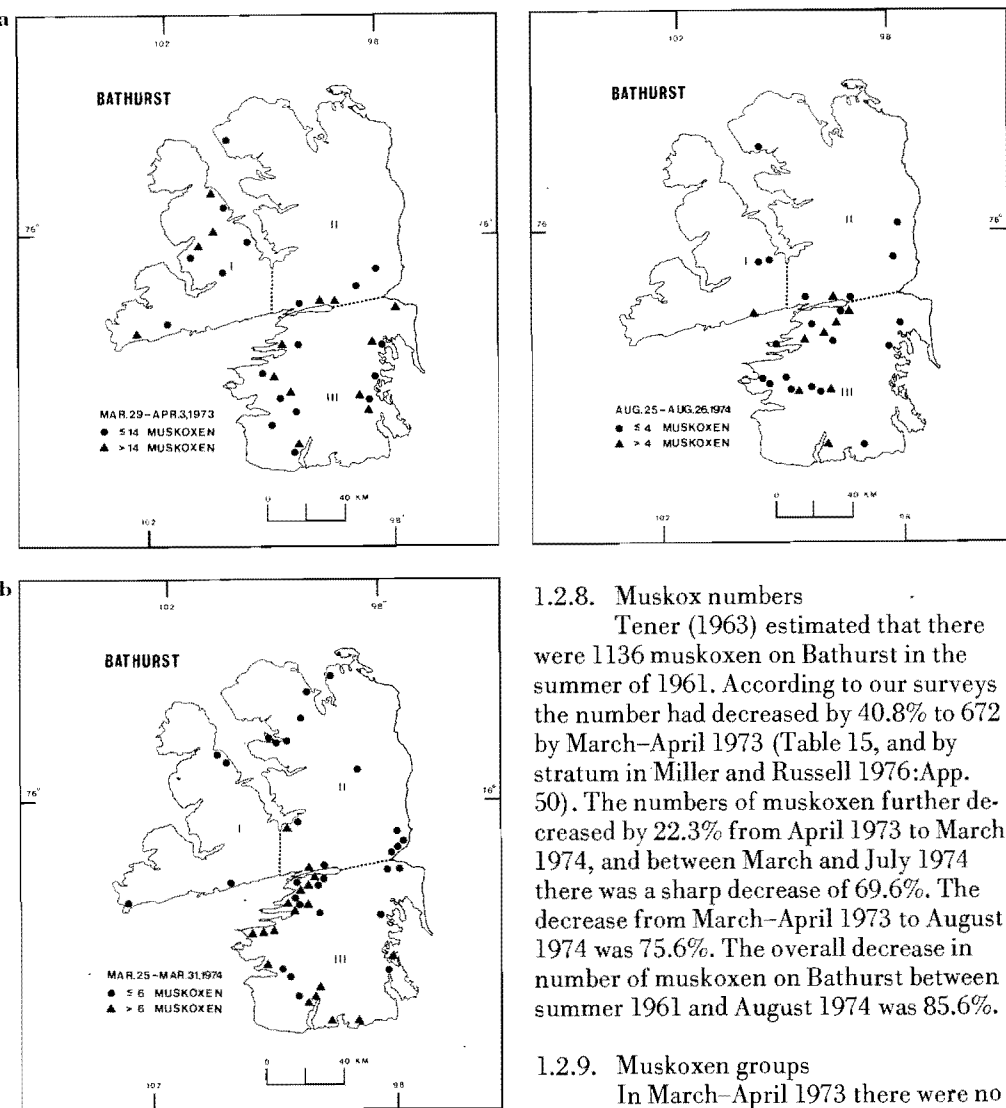 a
102
98
BATHURST
76°
76°
II
I
III
MAR. 29–APR. 3, 1973
● ≤ 14 MUSKOXEN
▲ > 14 MUSKOXEN
0 40 KM
102
98°
102
98
BATHURST
76°
76°
II
I
III
AUG. 25–AUG. 26, 1974
● ≤ 4 MUSKOXEN
▲ > 4 MUSKOXEN
0 40 KM
102
98
b
102
98°
BATHURST
76°
76°
II
I
III
MAR. 25–MAR. 31, 1974
● ≤ 6 MUSKOXEN
▲ > 6 MUSKOXEN
0 40 KM
98
1.2.8. Muskox numbers
Tener (1963) estimated that there
were 1136 muskoxen on Bathurst in the
summer of 1961. According to our surveys
the number had decreased by 40.8% to 672
by March–April 1973 (Table 15, and by
stratum in Miller and Russell 1976:App.
50). The numbers of muskoxen further de-
creased by 22.3% from April 1973 to March
1974, and between March and July 1974
there was a sharp decrease of 69.6%. The
decrease from March–April 1973 to August
1974 was 75.6%. The overall decrease in
number of muskoxen on Bathurst between
summer 1961 and August 1974 was 85.6%.
1.2.9. Muskoxen groups
In March–April 1973 there were no